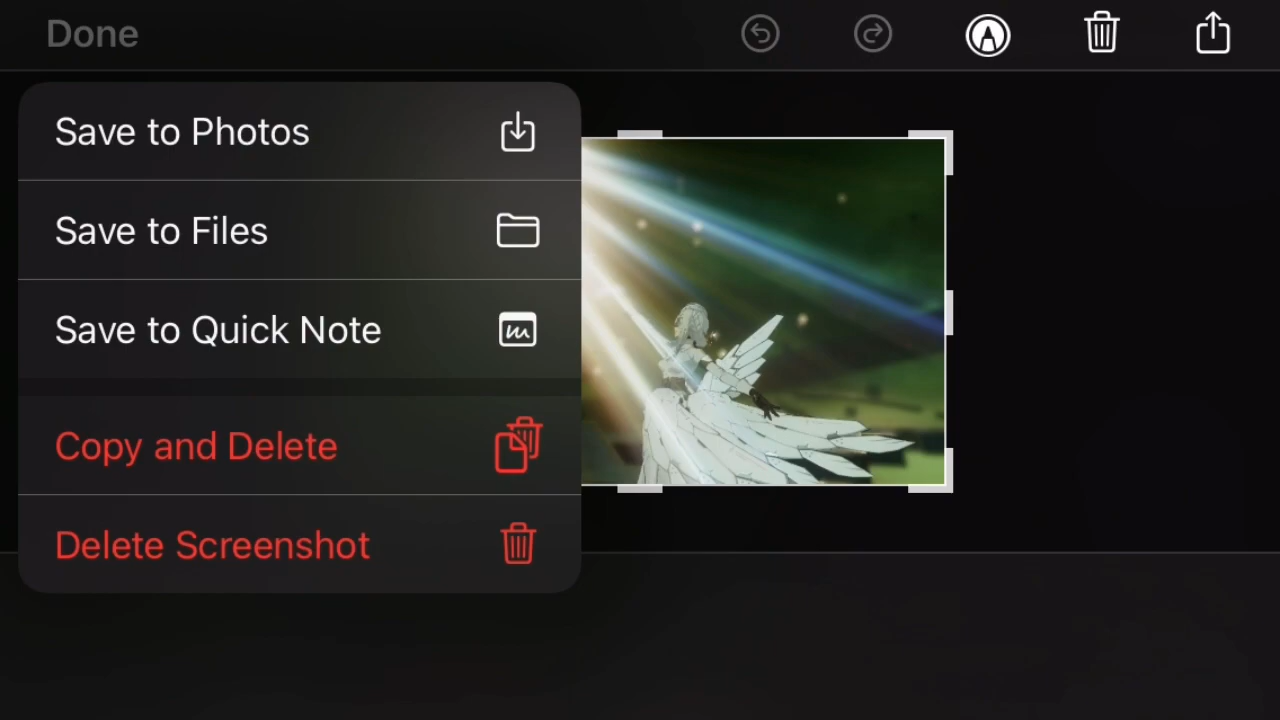 Done
Save to Photos
Save to Files
Save to Quick Note
Copy and Delete
Delete Screenshot